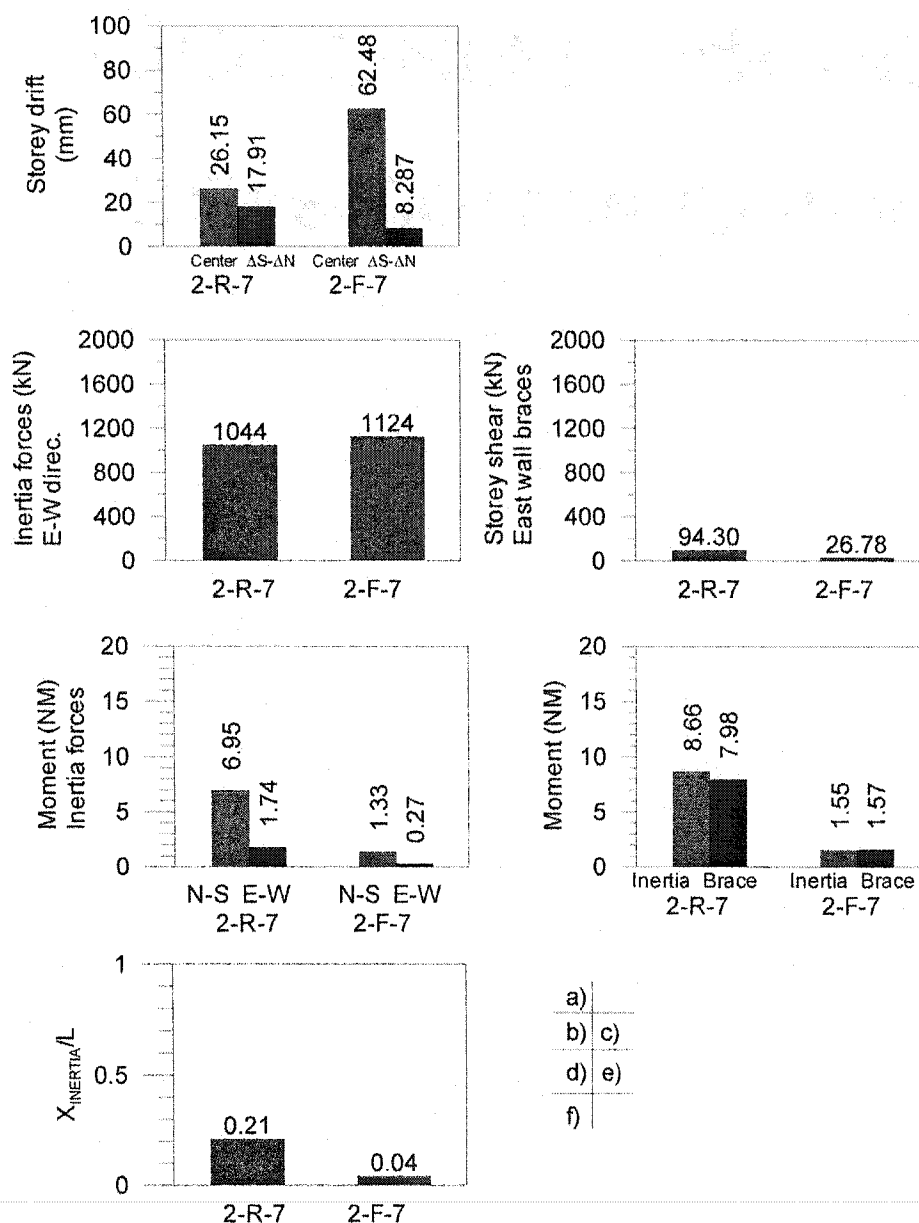 Storey drift
(mm)
100
80
60
40
20
0
26.15
17.91
62.48
8.287
Center ΔS-ΔN Center ΔS-ΔN
2-R-7 2-F-7
Inertia forces (kN)
E-W direc.
2000
1600
1200
800
400
0
1044
1124
2-R-7 2-F-7
Storey shear (kN)
East wall braces
2000
1600
1200
800
400
0
94.30
26.78
2-R-7 2-F-7
Moment (NM)
Inertia forces
20
15
10
5
0
6.95
1.74
1.33
0.27
N-S E-W N-S E-W
2-R-7 2-F-7
Moment (NM)
20
15
10
5
0
8.66
7.98
1.55
1.57
Inertia Brace Inertia Brace
2-R-7 2-F-7
X_INERTIA/L
1
0.5
0
0.21
0.04
2-R-7 2-F-7
a)
b) c)
d) e)
f)